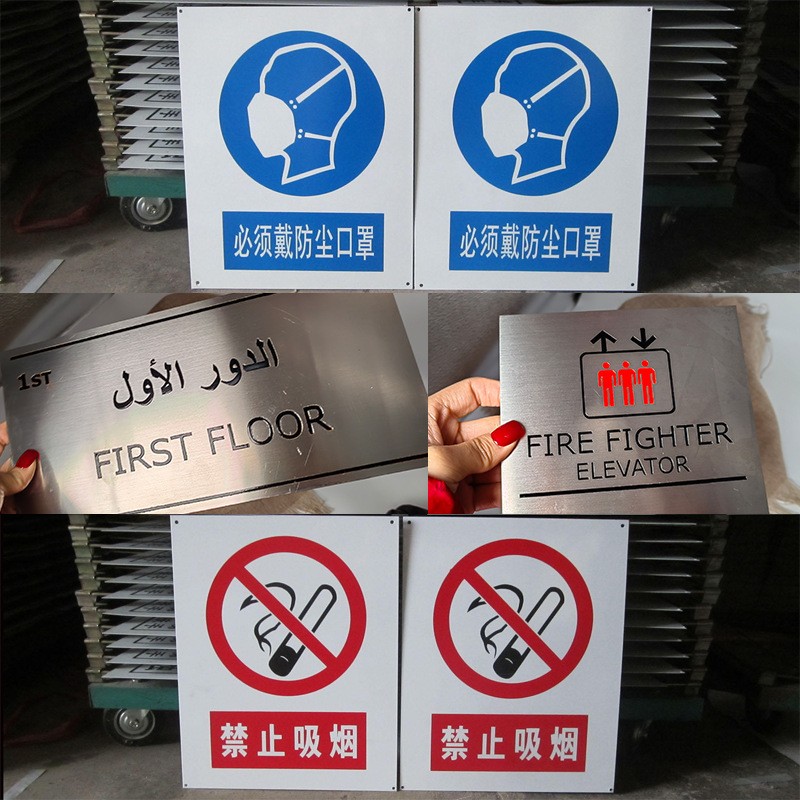 必须戴防尘口罩
必须戴防尘口罩
1ST
الدور الأول
FIRST FLOOR
FIRE FIGHTER
ELEVATOR
禁止吸烟
禁止吸烟